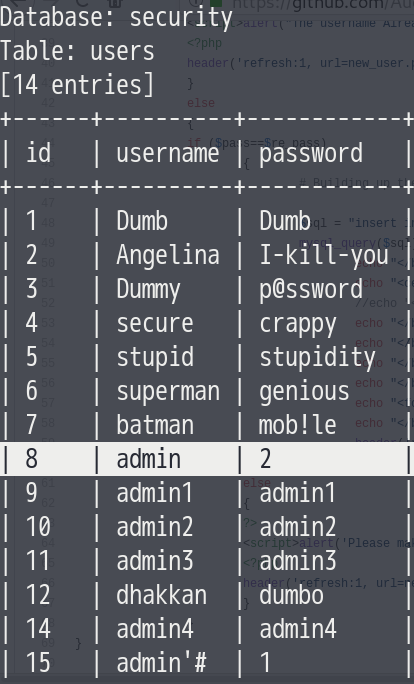 Database: security
Table: users
[14 entries]
+------+----------+------------+
| id | username | password |
+------+----------+------------+
| 1 | Dumb | Dumb |
| 2 | Angelina | I-kill-you |
| 3 | Dummy | p@ssword |
| 4 | secure | crappy |
| 5 | stupid | stupidity |
| 6 | superman | genious |
| 7 | batman | mob!le |
| 8 | admin | 2 |
| 9 | admin1 | admin1 |
| 10 | admin2 | admin2 |
| 11 | admin3 | admin3 |
| 12 | dhakkan | dumbo |
| 14 | admin4 | admin4 |
| 15 | admin'# | 1 |